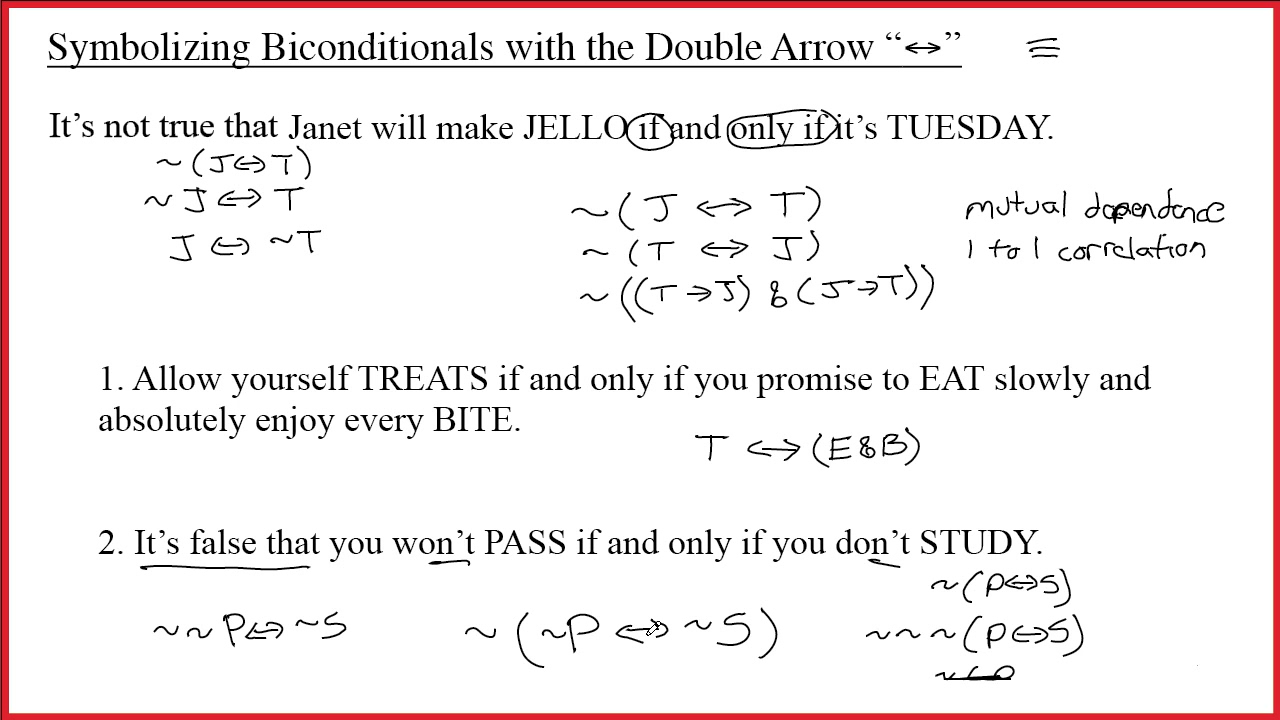 Symbolizing Biconditionals with the Double Arrow “↔” ≡
It’s not true that Janet will make JELLO if and only if it’s TUESDAY.
~(J↔T)
~J↔T
J↔~T
~(J↔T)
~(T↔J)
~((T→J)&(J→T))
mutual dependence
1 to 1 correlation
1. Allow yourself TREATS if and only if you promise to EAT slowly and
absolutely enjoy every BITE.
T↔(E&B)
2. It’s false that you won’t PASS if and only if you don’t STUDY.
~(P↔S)
~~P↔~S
~(~P↔~S)
~~~(P↔S)